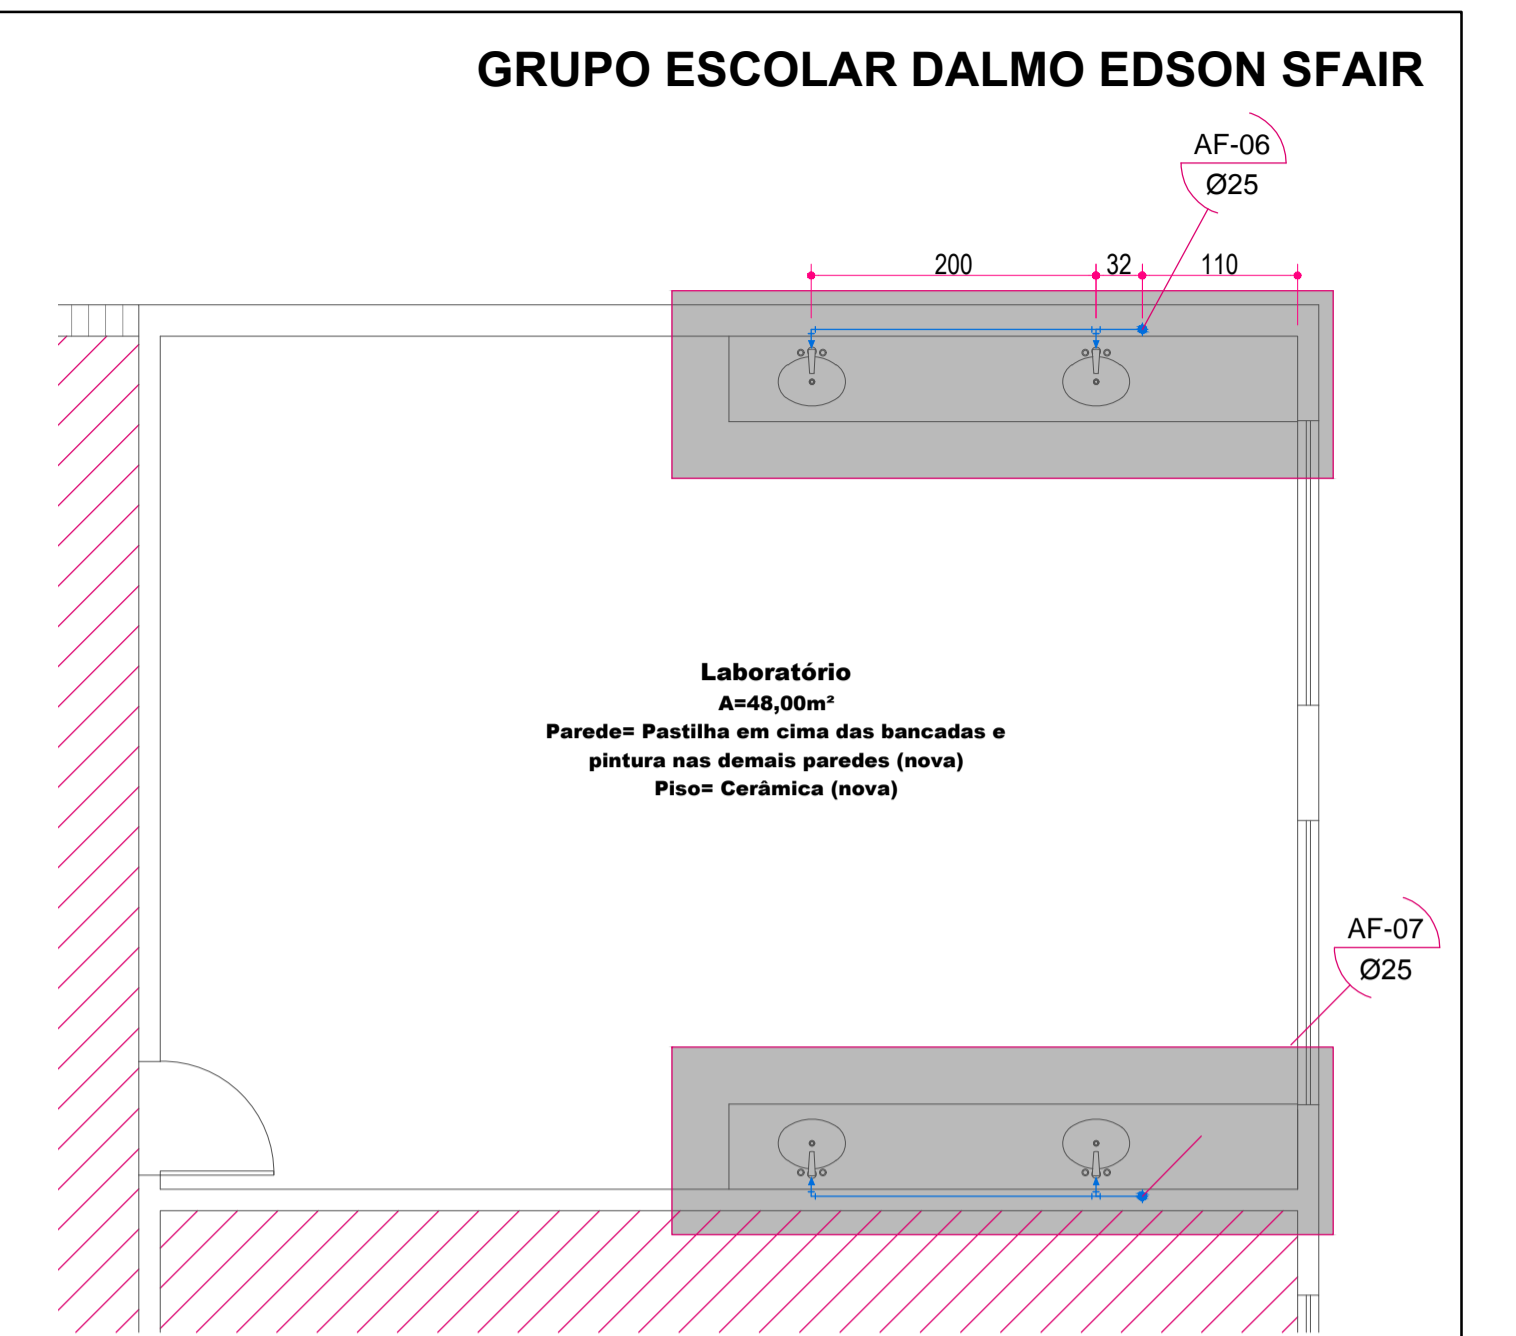 GRUPO ESCOLAR DALMO EDSON SFAIR
AF-06
Ø25
200
32
110
Laboratório
A=48,00m²
Parede= Pastilha em cima das bancadas e
pintura nas demais paredes (nova)
Piso= Cerâmica (nova)
AF-07
Ø25